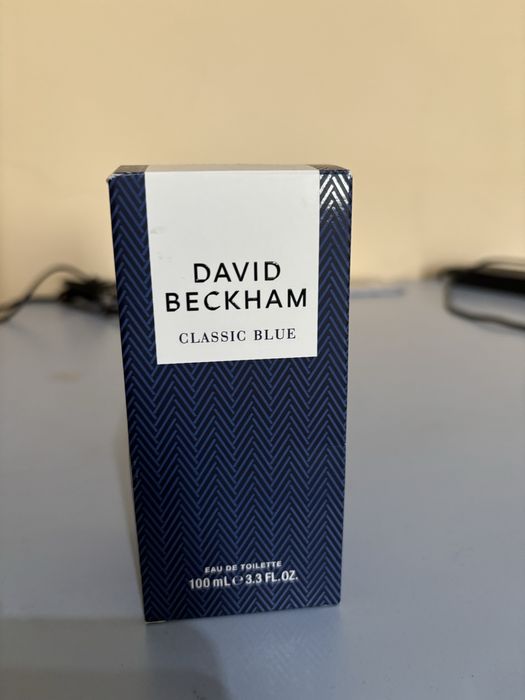 DAVID
BECKHAM
CLASSIC BLUE
EAU DE TOILETTE
100 mL ℮ 3.3 FL.OZ.